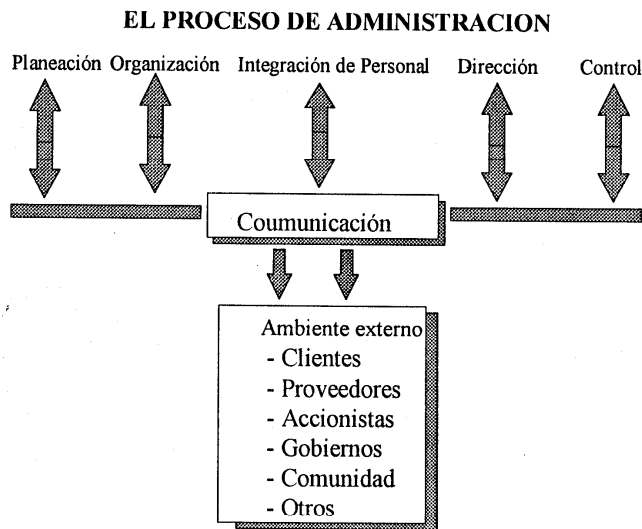 EL PROCESO DE ADMINISTRACION
Planeación Organización Integración de Personal Dirección Control
Coumunicación
Ambiente externo
- Clientes
- Proveedores
- Accionistas
- Gobiernos
- Comunidad
- Otros